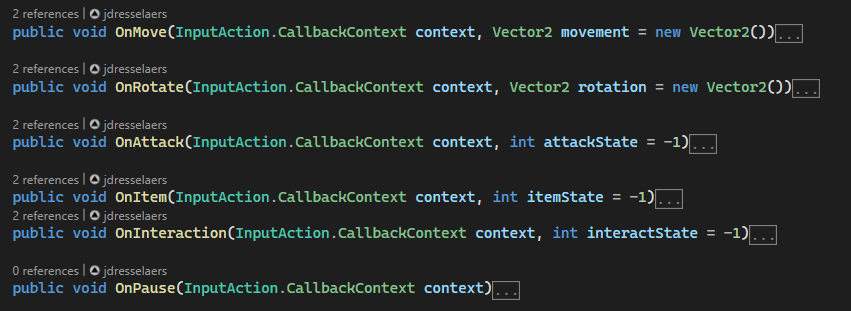 2 references | jdresselaers
public void OnMove(InputAction.CallbackContext context, Vector2 movement = new Vector2())...
2 references | jdresselaers
public void OnRotate(InputAction.CallbackContext context, Vector2 rotation = new Vector2())...
2 references | jdresselaers
public void OnAttack(InputAction.CallbackContext context, int attackState = -1)...
2 references | jdresselaers
public void OnItem(InputAction.CallbackContext context, int itemState = -1)...
2 references | jdresselaers
public void OnInteraction(InputAction.CallbackContext context, int interactState = -1)...
0 references | jdresselaers
public void OnPause(InputAction.CallbackContext context)...